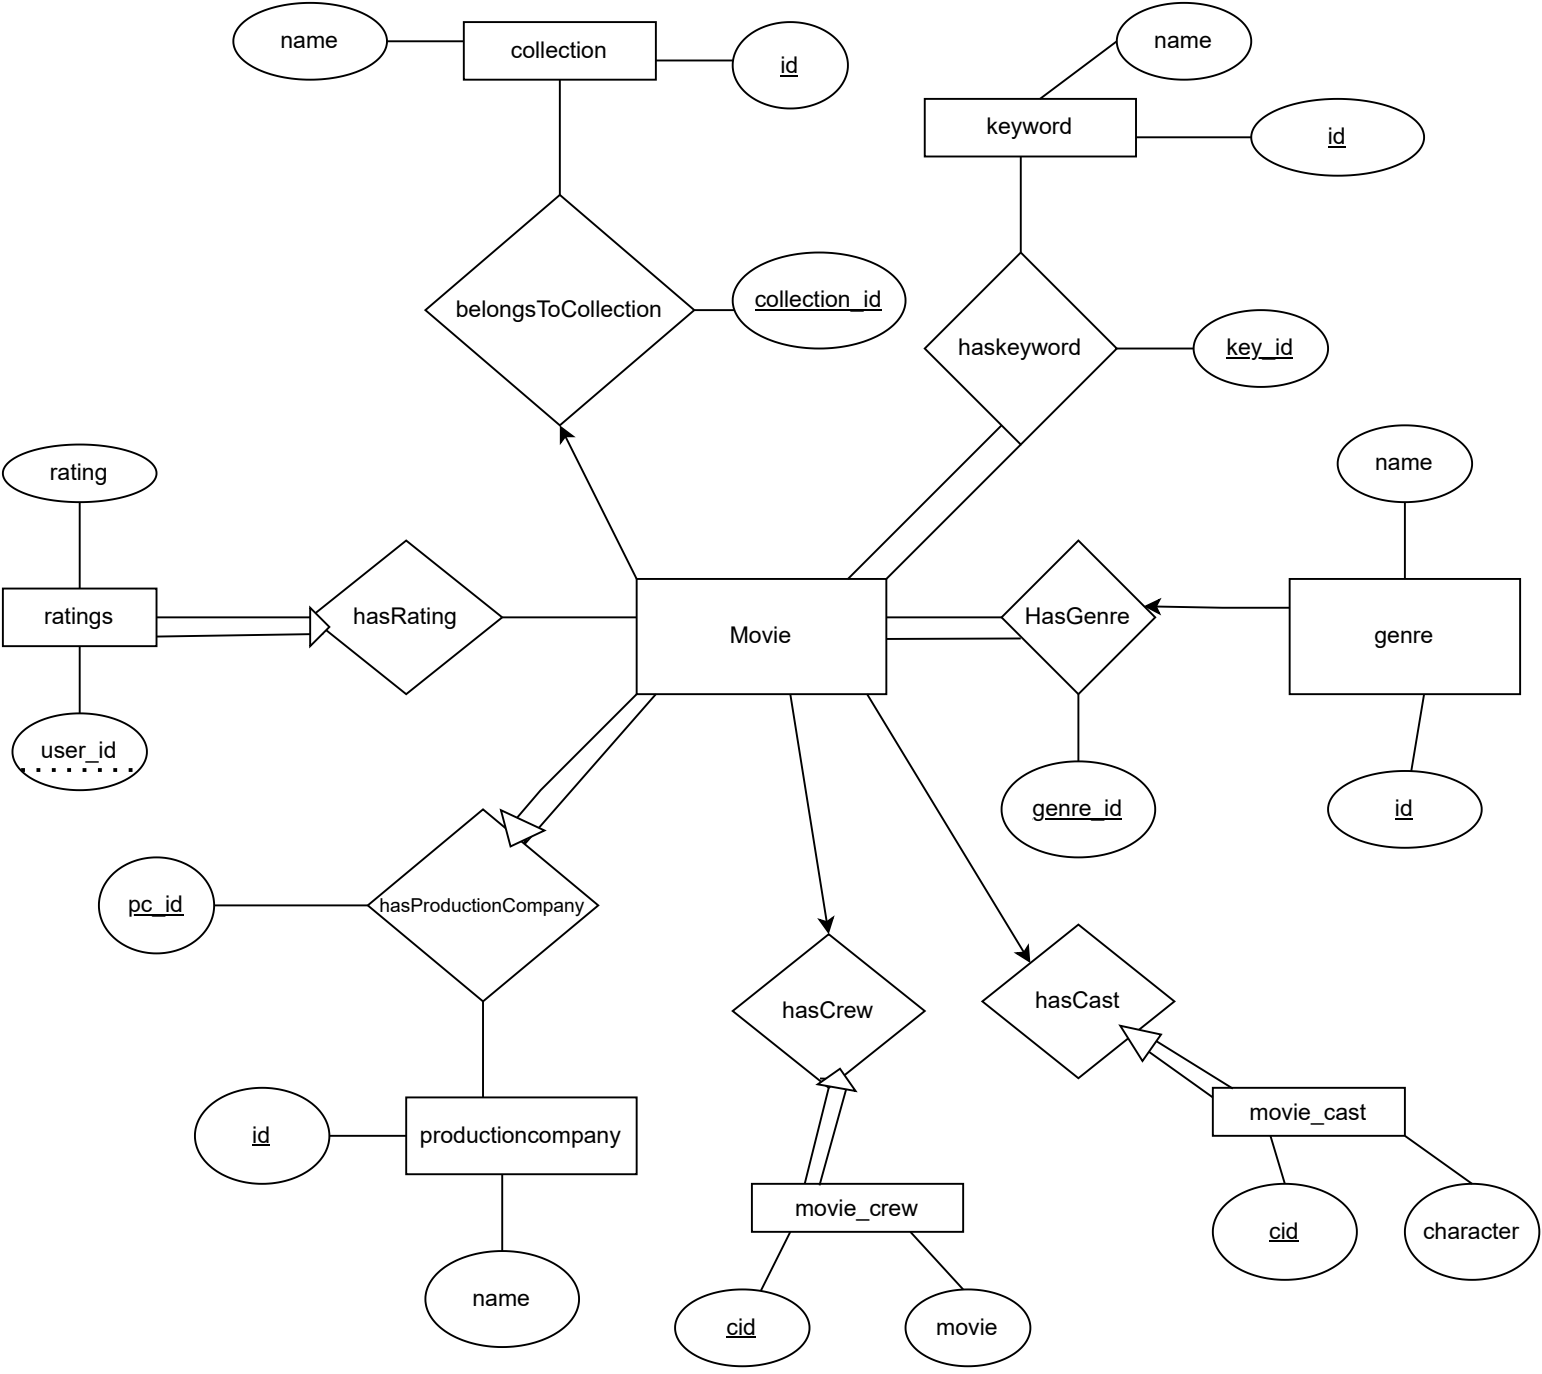 name
collection
id
name
keyword
id
belongsToCollection
collection_id
haskeyword
key_id
rating
name
ratings
hasRating
Movie
HasGenre
genre
user_id
genre_id
id
pc_id
hasProductionCompany
hasCrew
hasCast
id
productioncompany
movie_cast
movie_crew
cid
character
name
cid
movie